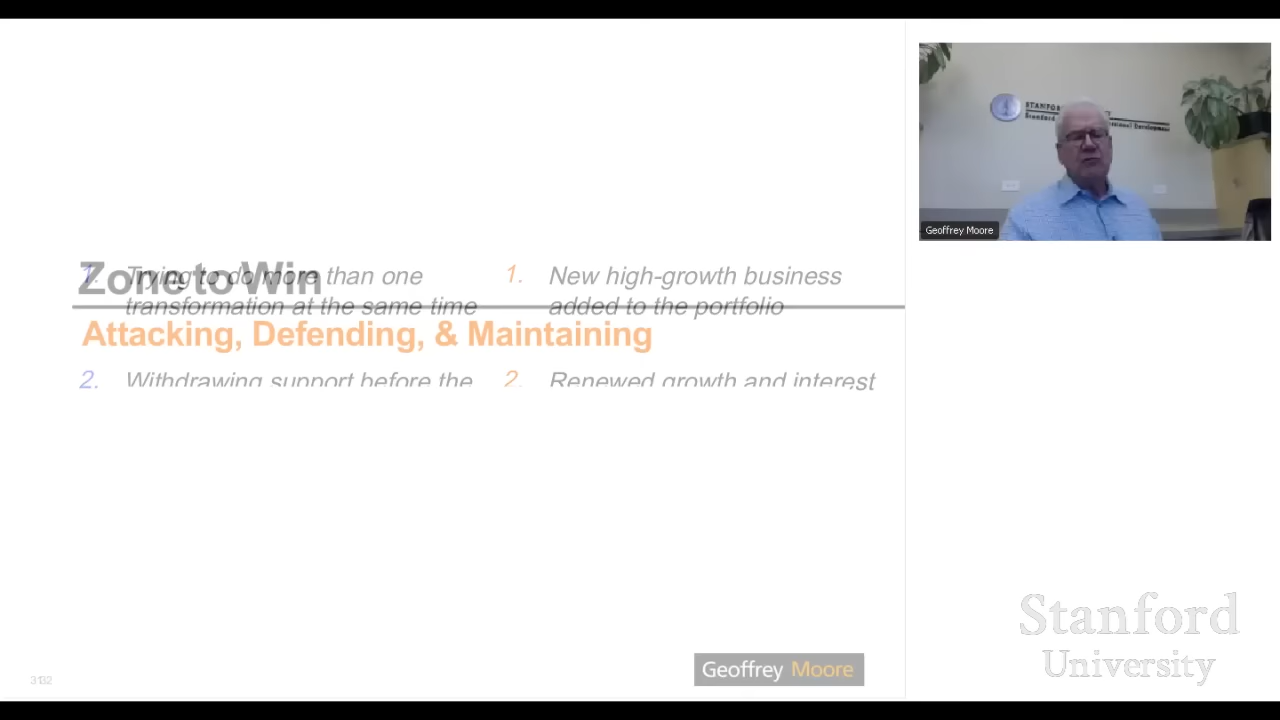 Zone to Win
1. Trying to do more than one
transformation at the same time
1. New high-growth business
added to the portfolio
Attacking, Defending, & Maintaining
2. Withdrawing support before the
2. Renewed growth and interest
Geoffrey Moore
Geoffrey Moore
Stanford
University